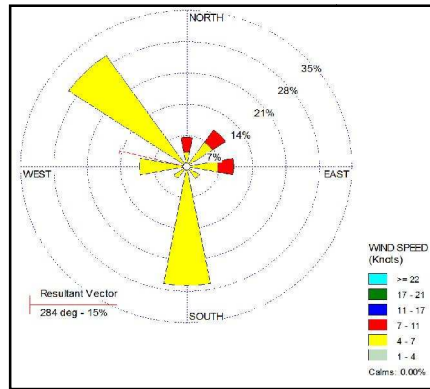 NORTH
35%
28%
21%
14%
7%
WEST
EAST
WIND SPEED
(Knots)
>= 22
17 - 21
11 - 17
7 - 11
4 - 7
1 - 4
Calms: 0.00%
Resultant Vector
284 deg - 15%
SOUTH